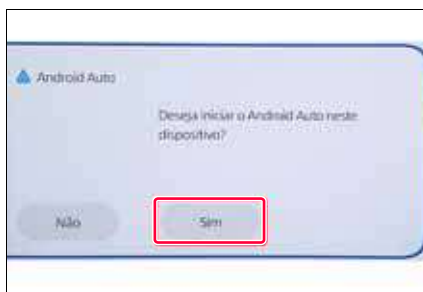 Android Auto
Deseja iniciar o Android Auto neste
dispositivo?
Não
Sim